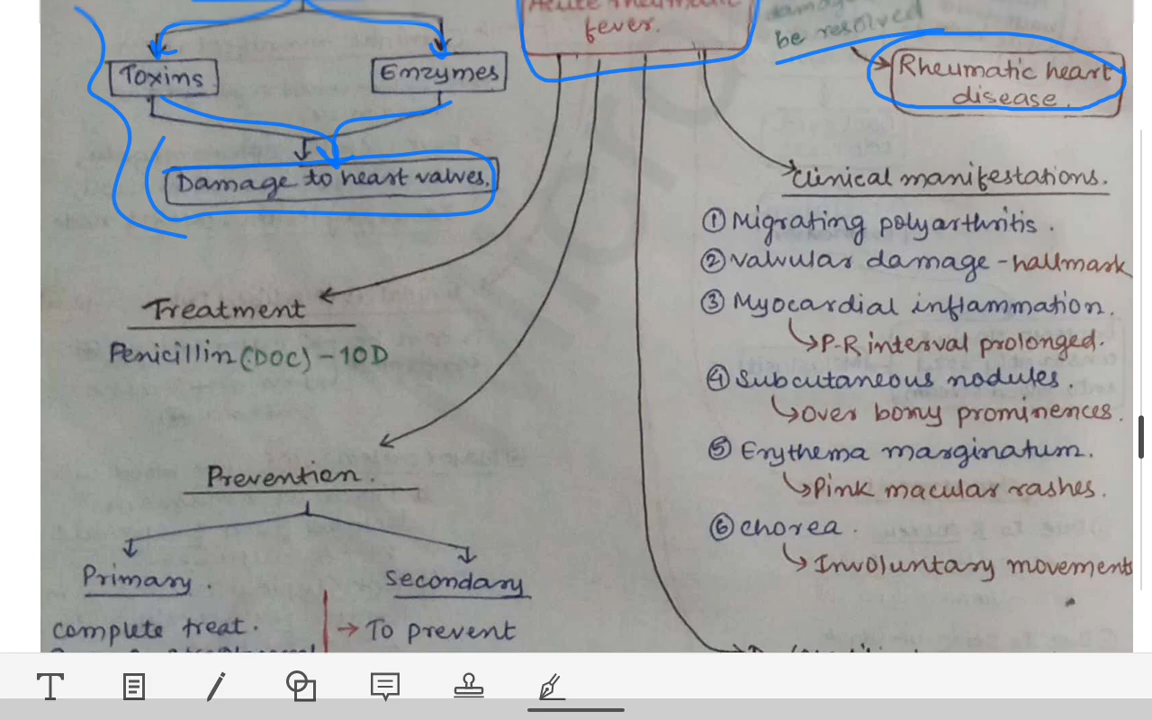 fever.
damage
be resolved
Rheumatic heart
disease.
Toxins
Enzymes
Damage to heart valves.
Clinical manifestations.
① Migrating polyarthritis.
② valvular damage - hallmark
③ Myocardial inflammation.
↳ P-R interval prolonged.
④ Subcutaneous nodules.
↳ over bony prominences.
⑤ Erythema marginatum.
↳ Pink macular rashes.
⑥ chorea.
↳ Involuntary movements
Treatment
Penicillin (DOC) - 10D
Prevention.
Primary.
complete treat.
Secondary
→ To prevent
T